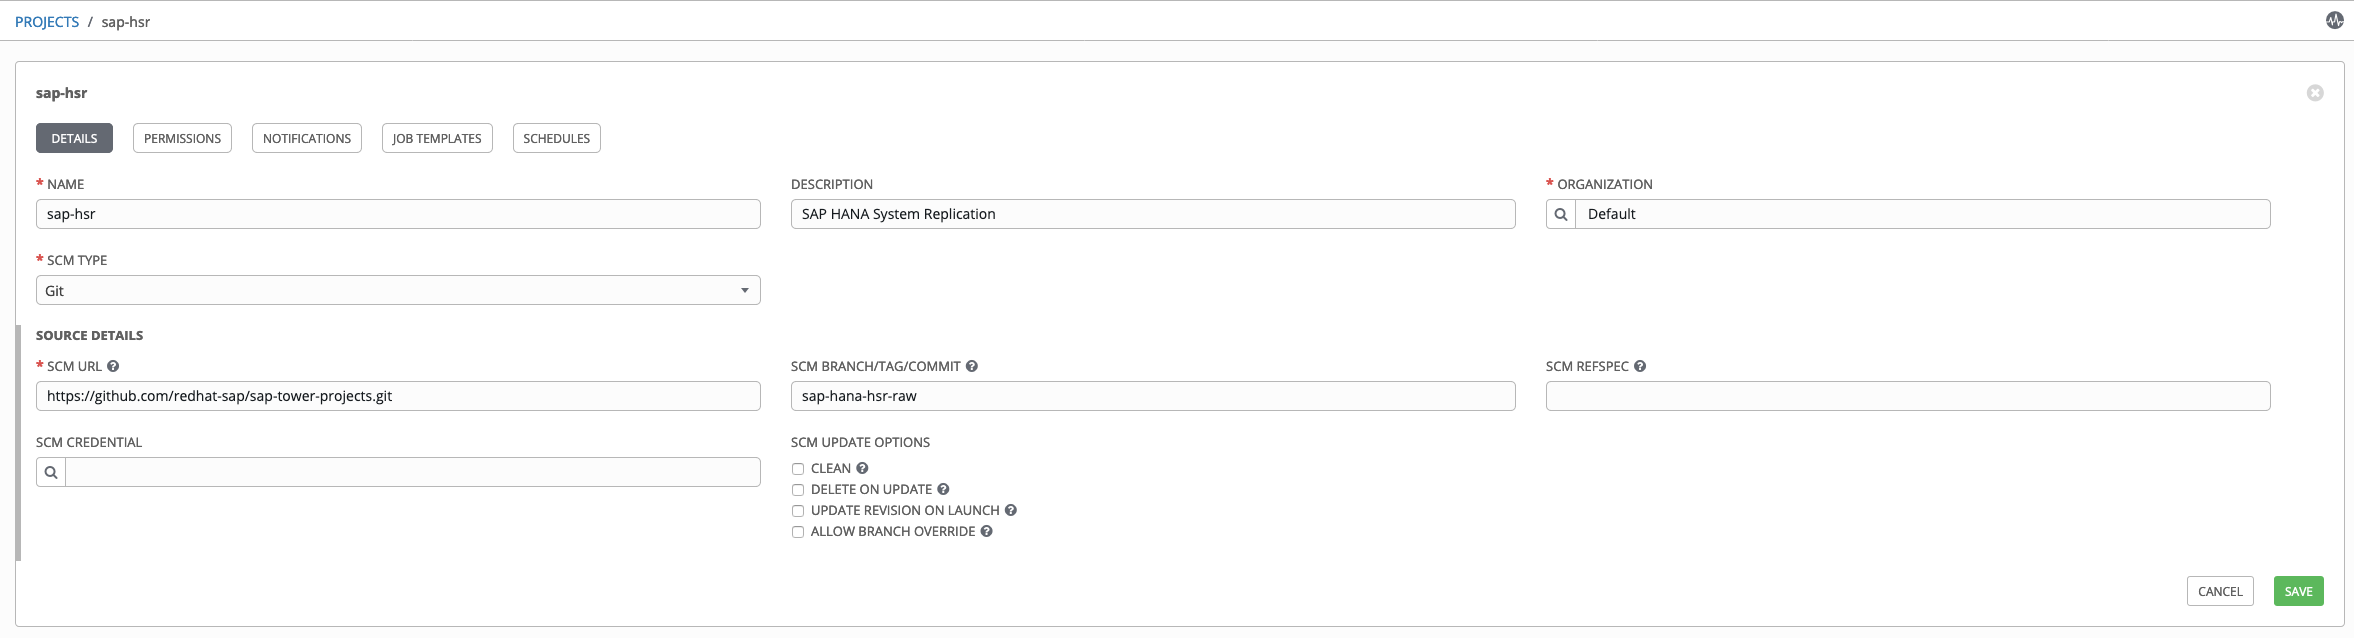 PROJECTS / sap-hsr
sap-hsr
DETAILS PERMISSIONS NOTIFICATIONS JOB TEMPLATES SCHEDULES
* NAME DESCRIPTION * ORGANIZATION
sap-hsr SAP HANA System Replication Default
* SCM TYPE
Git
SOURCE DETAILS
* SCM URL ? SCM BRANCH/TAG/COMMIT ? SCM REFSPEC ?
https://github.com/redhat-sap/sap-tower-projects.git sap-hana-hsr-raw
SCM CREDENTIAL SCM UPDATE OPTIONS
CLEAN ?
DELETE ON UPDATE ?
UPDATE REVISION ON LAUNCH ?
ALLOW BRANCH OVERRIDE ?
CANCEL SAVE